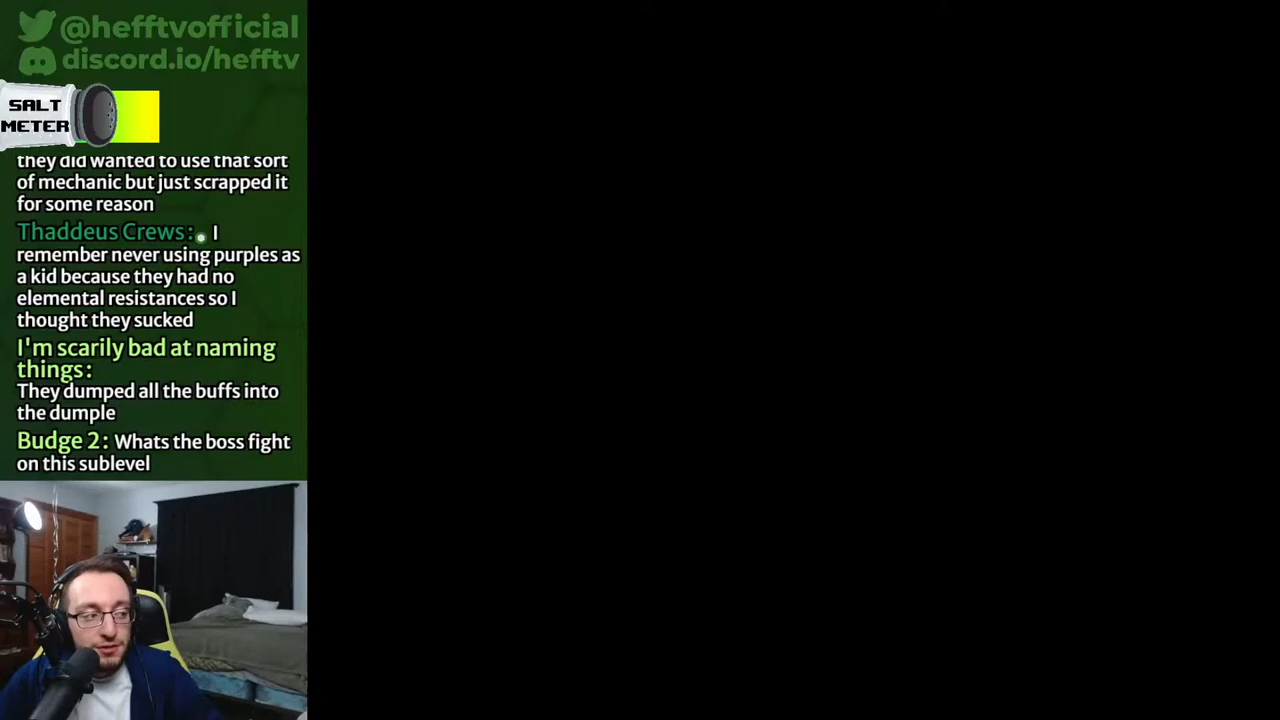 @hefftvofficial
discord.io/hefftv
SALT
METER
they did wanted to use that sort
of mechanic but just scrapped it
for some reason
Thaddeus Crews: I
remember never using purples as
a kid because they had no
elemental resistances so I
thought they sucked
I'm scarily bad at naming
things:
They dumped all the buffs into
the dumple
Budge 2: Whats the boss fight
on this sublevel